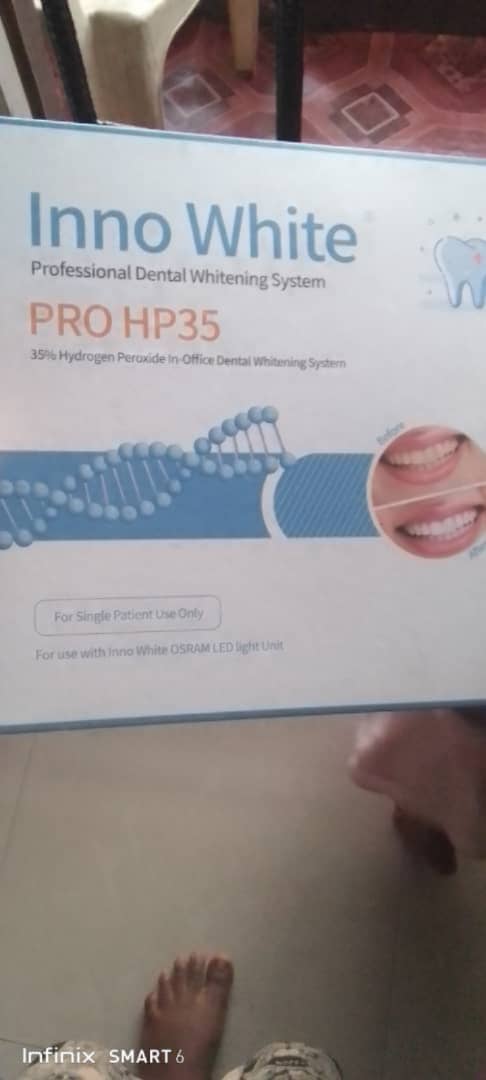 Inno White
Professional Dental Whitening System
PRO HP35
35% Hydrogen Peroxide In-Office Dental Whitening System
Before
After
For Single Patient Use Only
For use with Inno White OSRAM LED light Unit
Infinix SMART 6